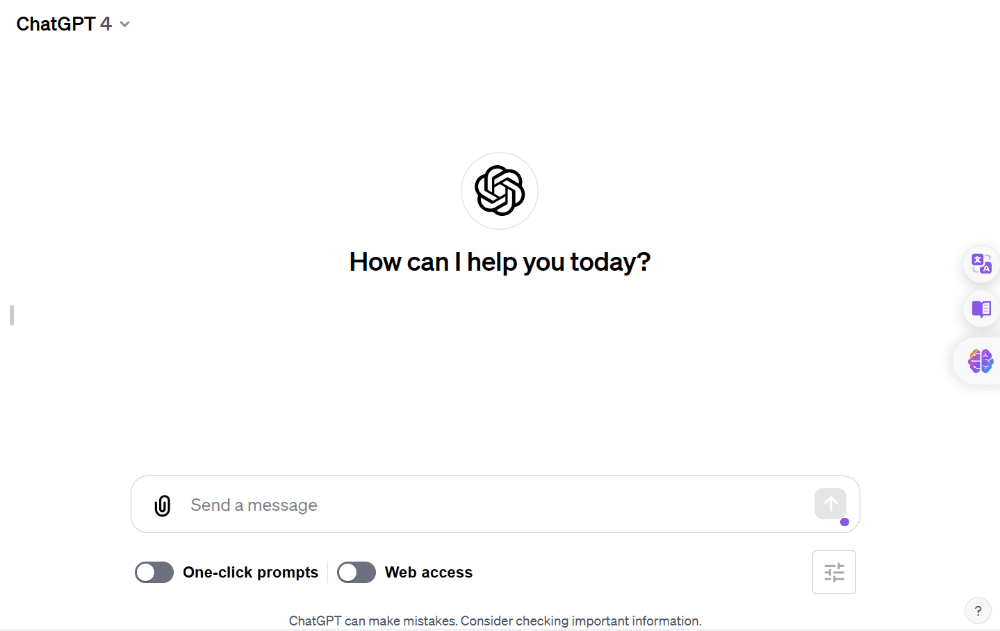 ChatGPT 4
How can I help you today?
文
A
Send a message
One-click prompts
Web access
ChatGPT can make mistakes. Consider checking important information.
?